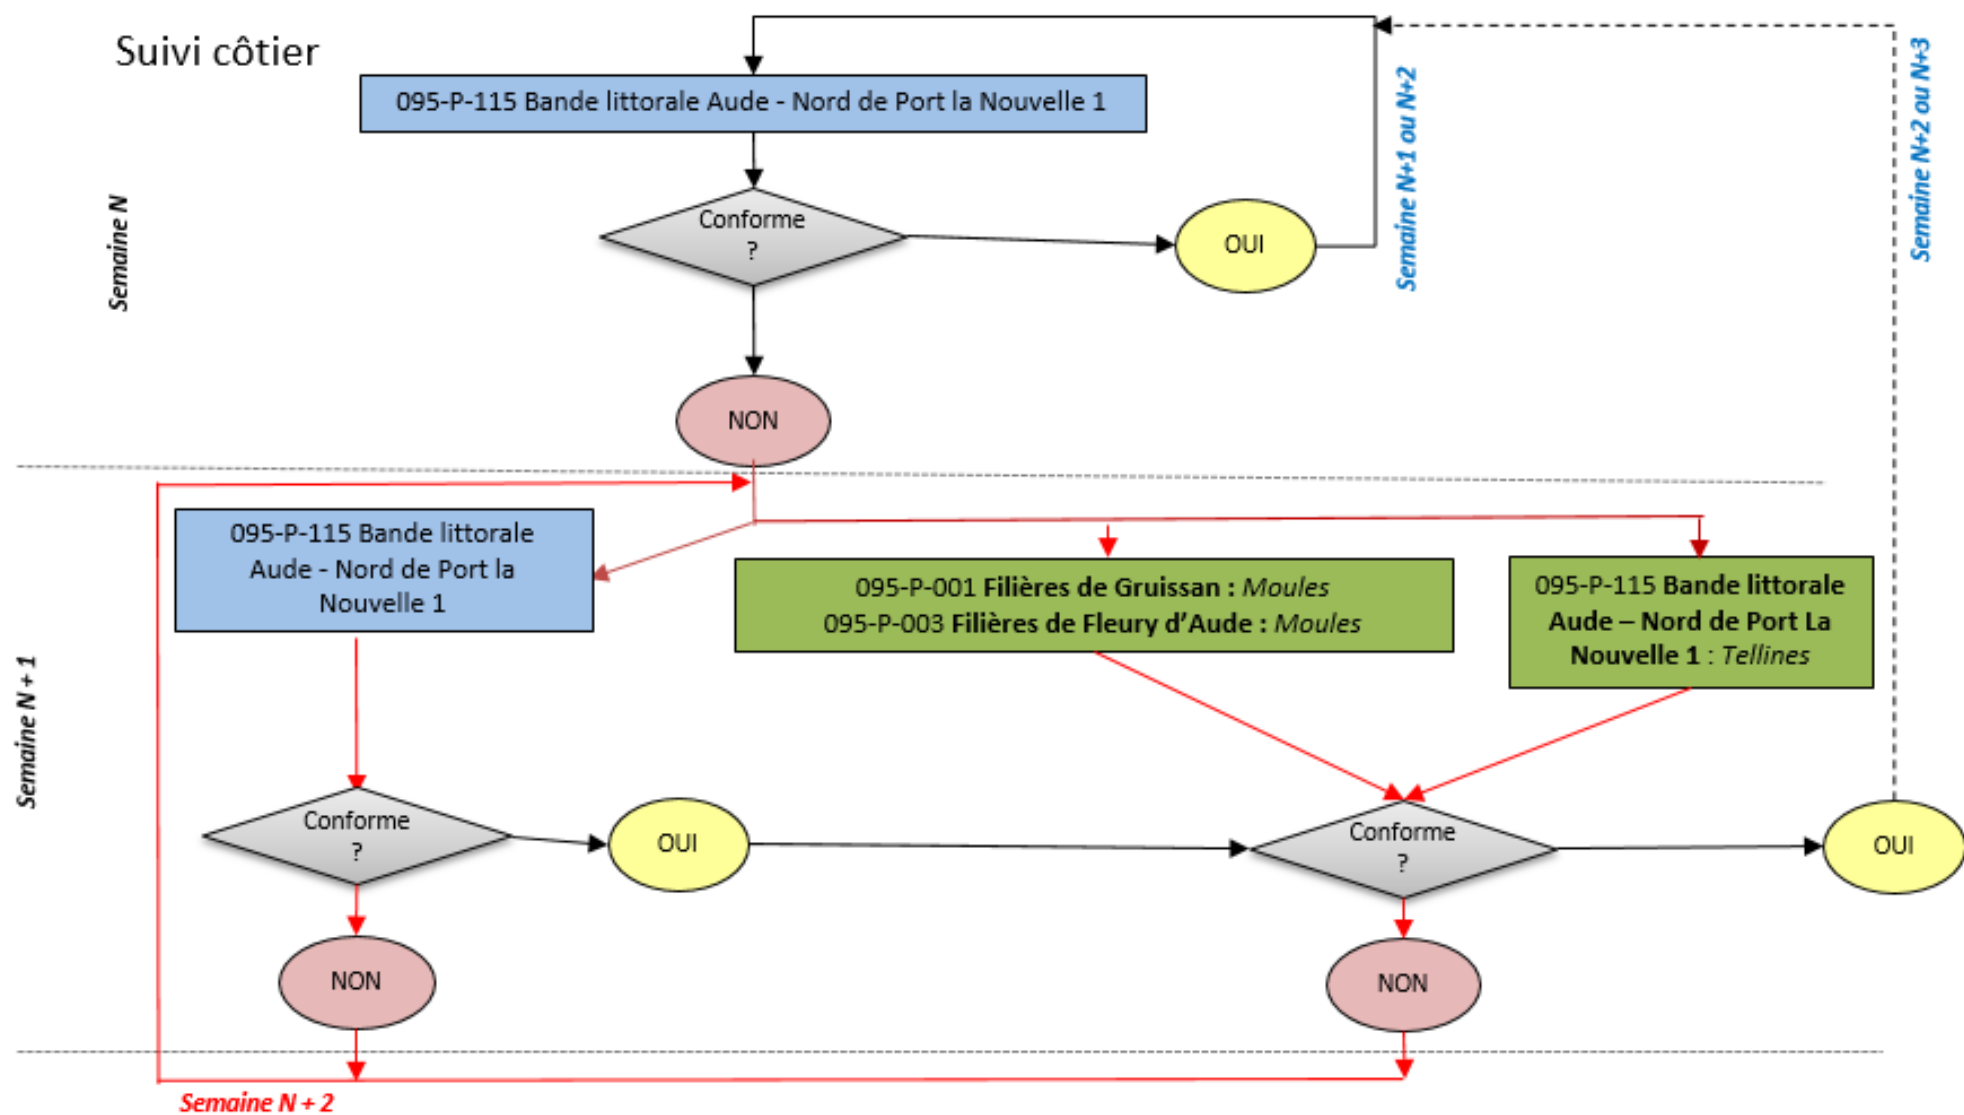 Suivi côtier
095-P-115 Bande littorale Aude - Nord de Port la Nouvelle 1
Semaine N
Conforme
?
OUI
Semaine N+1 ou N+2
Semaine N+2 ou N+3
NON
095-P-115 Bande littorale
Aude - Nord de Port la
Nouvelle 1
095-P-001 Filières de Gruissan : Moules
095-P-003 Filières de Fleury d’Aude : Moules
095-P-115 Bande littorale
Aude – Nord de Port La
Nouvelle 1 : Tellines
Semaine N + 1
Conforme
?
OUI
Conforme
?
OUI
NON
NON
Semaine N + 2